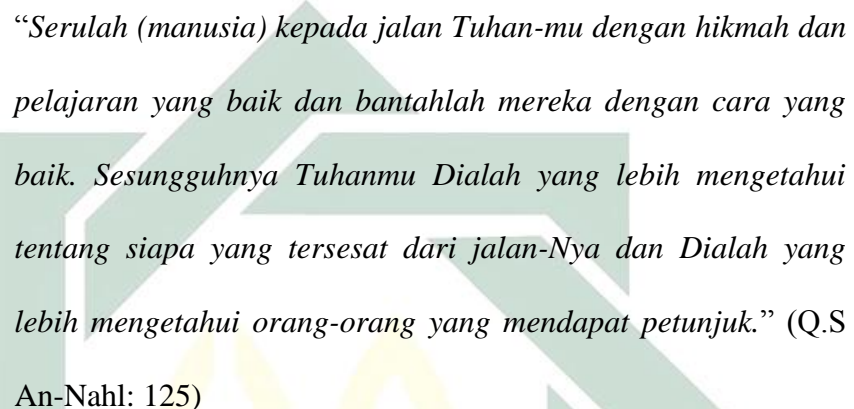 “Serulah (manusia) kepada jalan Tuhan-mu dengan hikmah dan
pelajaran yang baik dan bantahlah mereka dengan cara yang
baik. Sesungguhnya Tuhanmu Dialah yang lebih mengetahui
tentang siapa yang tersesat dari jalan-Nya dan Dialah yang
lebih mengetahui orang-orang yang mendapat petunjuk.” (Q.S
An-Nahl: 125)